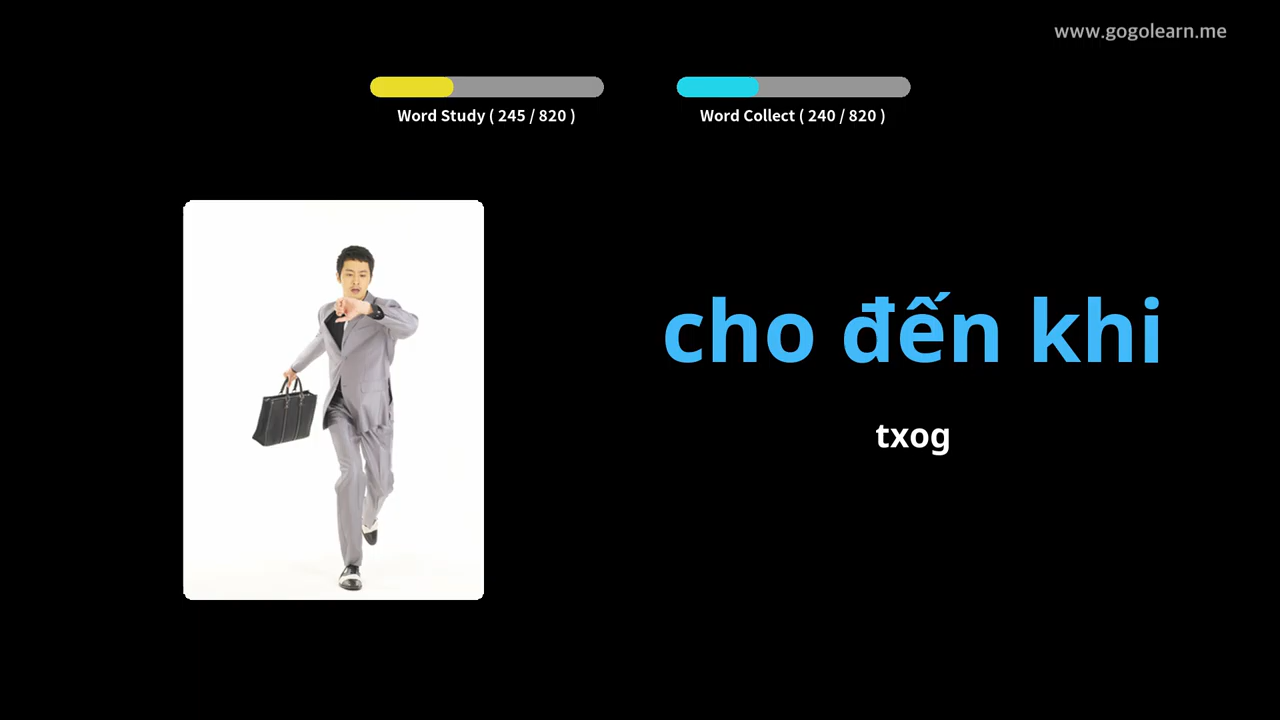 www.gogolearn.me
Word Study ( 245 / 820 )
Word Collect ( 240 / 820 )
cho đến khi
txog